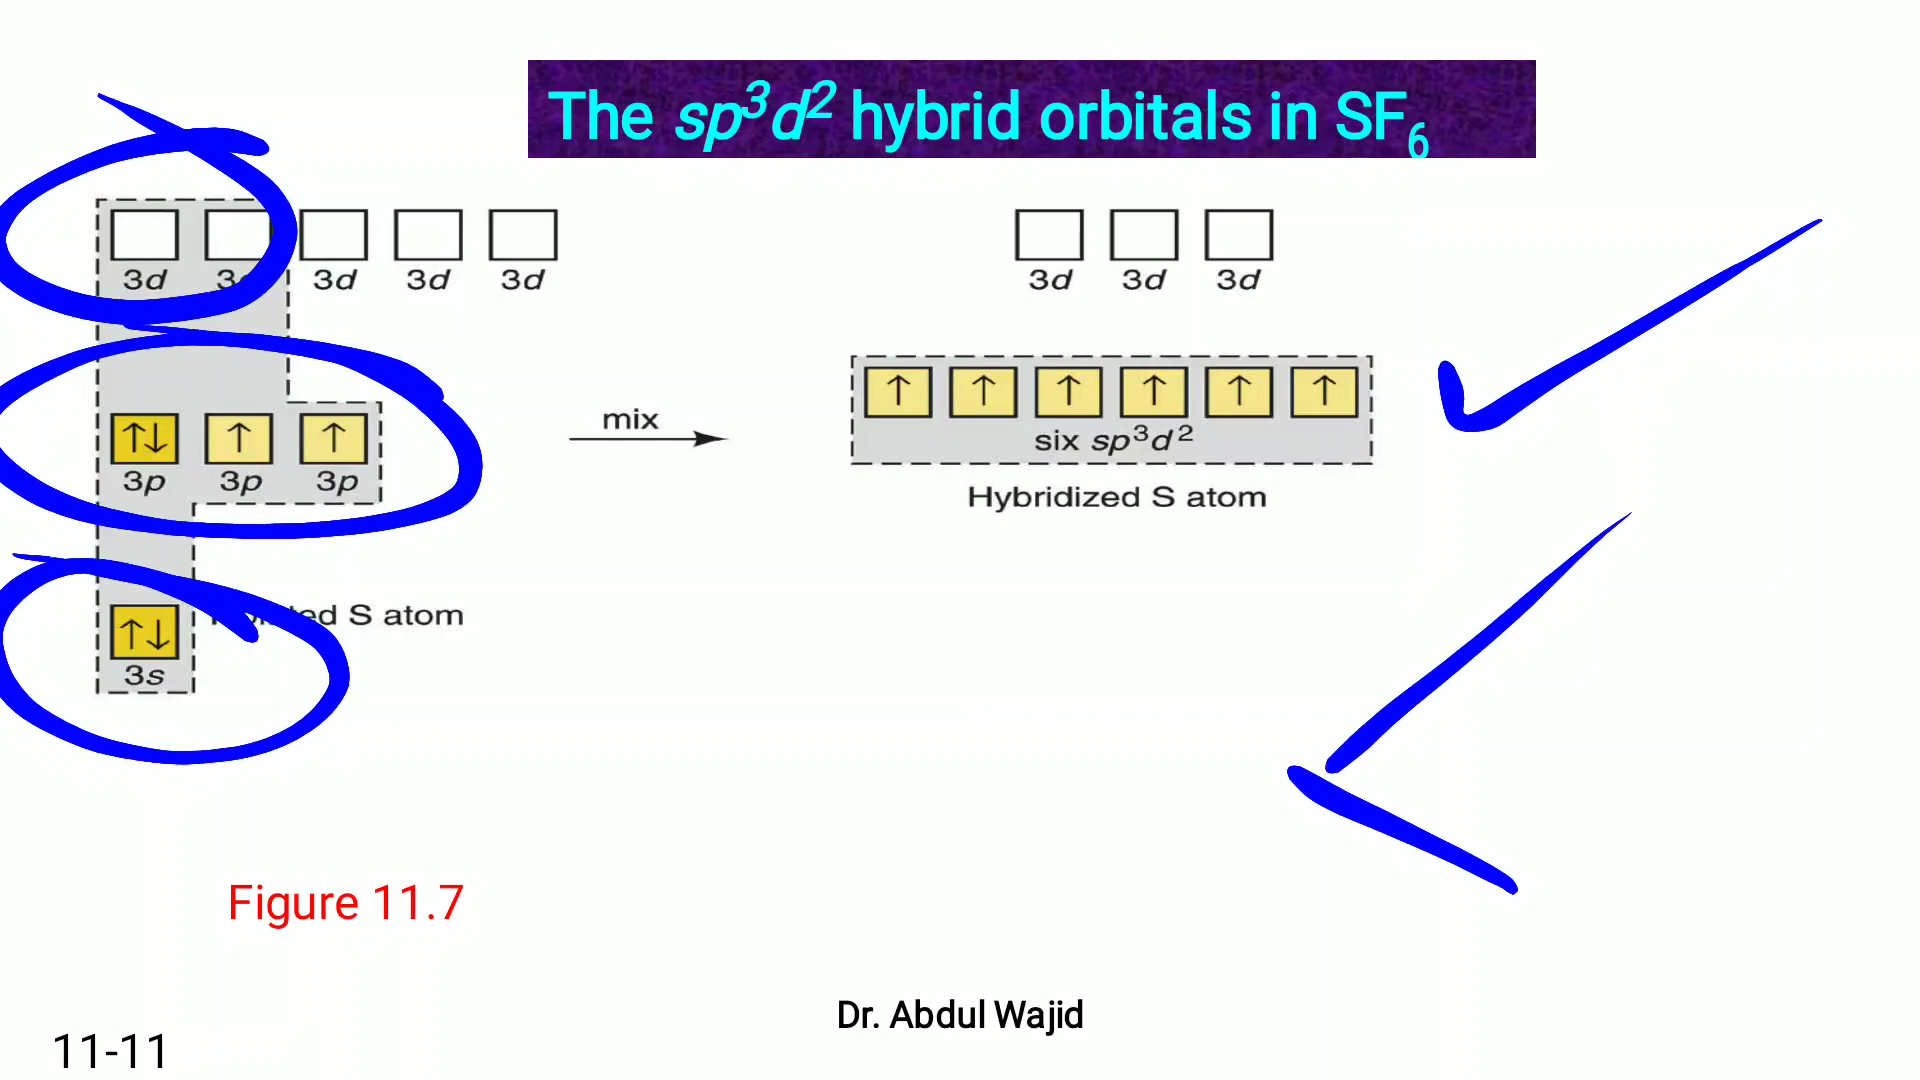 The sp³d² hybrid orbitals in SF₆
3d 3d 3d 3d
3d 3d 3d
↑↓ ↑ ↑
3p 3p 3p
mix
↑ ↑ ↑ ↑ ↑ ↑
six sp³d²
Hybridized S atom
↑↓
3s
S atom
Figure 11.7
Dr. Abdul Wajid
11-11